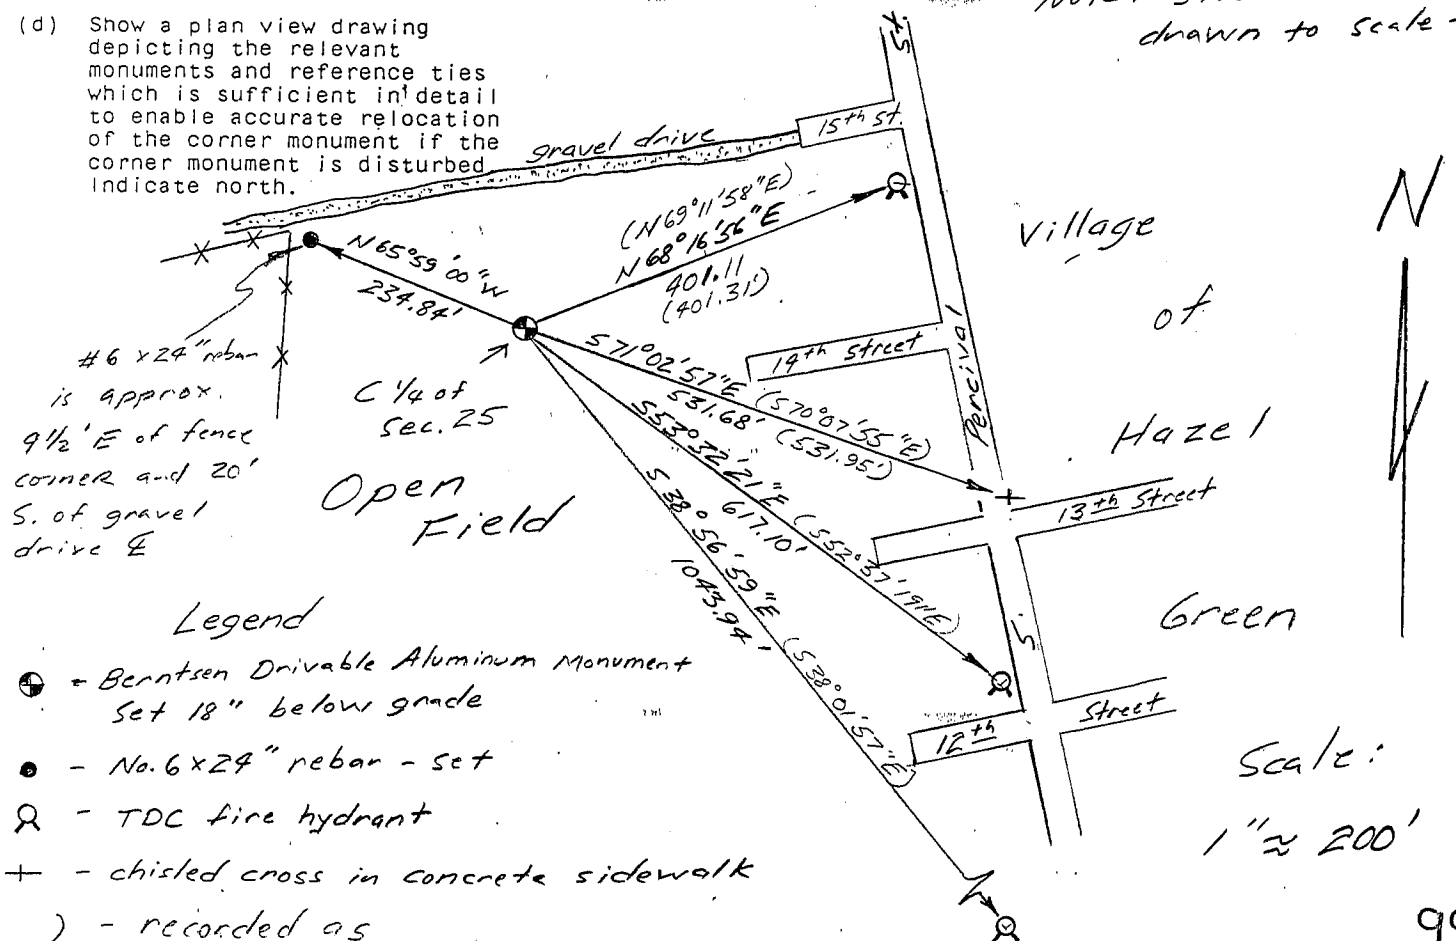 (d) Show a plan view drawing
depicting the relevant
monuments and reference ties
which is sufficient in detail
to enable accurate relocation
of the corner monument if the
corner monument is disturbed.
Indicate north.
drawn to scale -
St.
15th St.
gravel drive
(N69°11'58"E)
N68°16'56"E
401.11
(401.31')
N65°59'00"W
234.84'
Village
of
Hazel
Green
N
#6 x 24" rebar
is approx.
9 1/2' E of fence
corner and 20'
S. of gravel
drive ℄
C 1/4 of
Sec. 25
Open
Field
14th Street
Percival
S.
S71°02'57"E (S70°07'55"E)
531.68' (531.95')
S53°32'21"E (S52°37'19"E)
617.10'
S38°56'59"E (S38°01'57"E)
1043.94'
13th Street
12th Street
Legend
- Berntsen Drivable Aluminum Monument
Set 18" below grade
- No. 6 x 24" rebar - set
- TDC fire hydrant
+ - chisled cross in concrete sidewalk
) - recorded as
Scale:
1" ≈ 200'